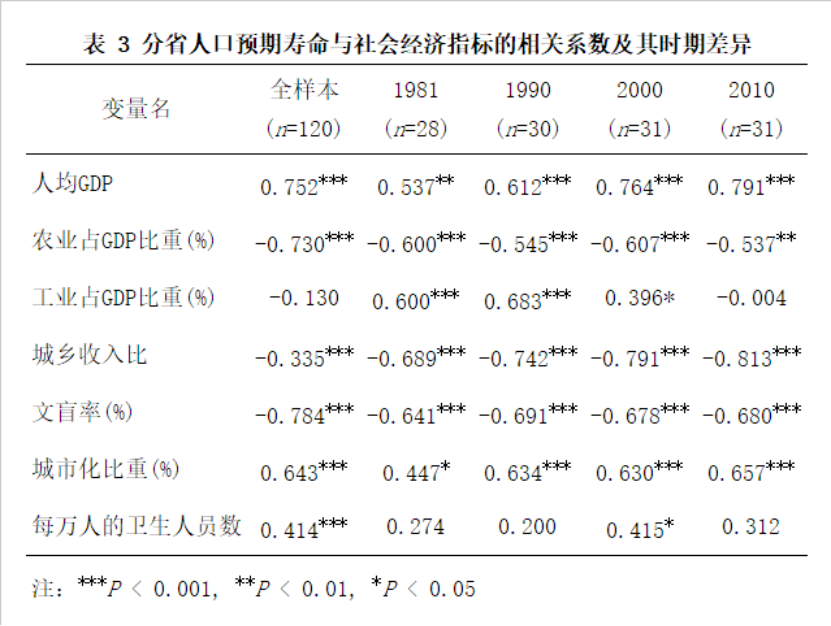 表 3 分省人口预期寿命与社会经济指标的相关系数及其时期差异
变量名 全样本 1981 1990 2000 2010
(n=120) (n=28) (n=30) (n=31) (n=31)
人均GDP 0.752*** 0.537** 0.612*** 0.764*** 0.791***
农业占GDP比重(%) -0.730*** -0.600*** -0.545*** -0.607*** -0.537**
工业占GDP比重(%) -0.130 0.600*** 0.683*** 0.396* -0.004
城乡收入比 -0.335*** -0.689*** -0.742*** -0.791*** -0.813***
文盲率(%) -0.784*** -0.641*** -0.691*** -0.678*** -0.680***
城市化比重(%) 0.643*** 0.447* 0.634*** 0.630*** 0.657***
每万人的卫生人员数 0.414*** 0.274 0.200 0.415* 0.312
注: ***P < 0.001, **P < 0.01, *P < 0.05